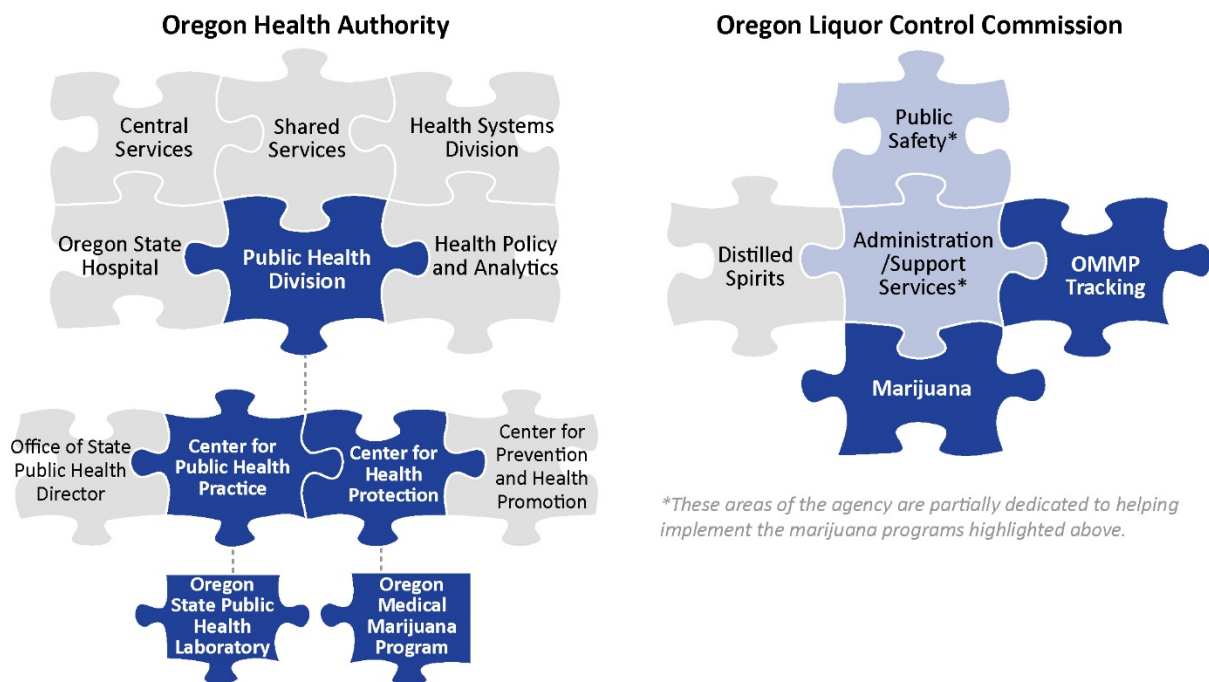 Oregon Health Authority
Central
Services
Shared
Services
Health Systems
Division
Oregon State
Hospital
Public Health
Division
Health Policy
and Analytics
Office of State
Public Health
Director
Center for
Public Health
Practice
Center for
Health
Protection
Center for
Prevention
and Health
Promotion
Oregon
State Public
Health
Laboratory
Oregon
Medical
Marijuana
Program
Oregon Liquor Control Commission
Public
Safety*
Distilled
Spirits
Administration
/Support
Services*
OMMP
Tracking
Marijuana
*These areas of the agency are partially dedicated to helping
implement the marijuana programs highlighted above.